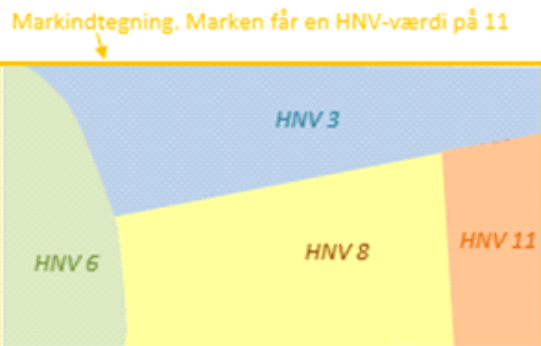 Markindtegning. Marken får en HNV-værdi på 11
HNV 3
HNV 6
HNV 8
HNV 11